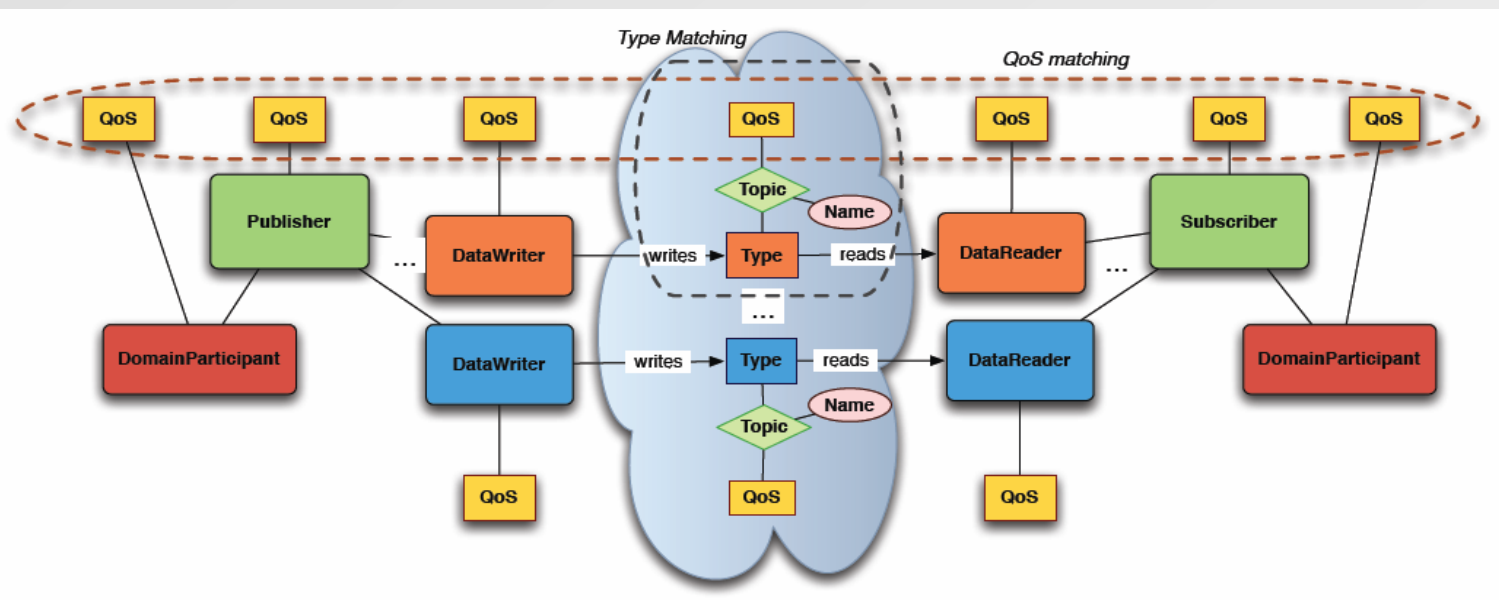 Type Matching
QoS matching
QoS QoS QoS QoS QoS QoS QoS
Topic
Name
Publisher
Subscriber
... DataWriter writes Type reads DataReader ...
...
DomainParticipant DataWriter writes Type reads DataReader DomainParticipant
Name
Topic
QoS QoS QoS